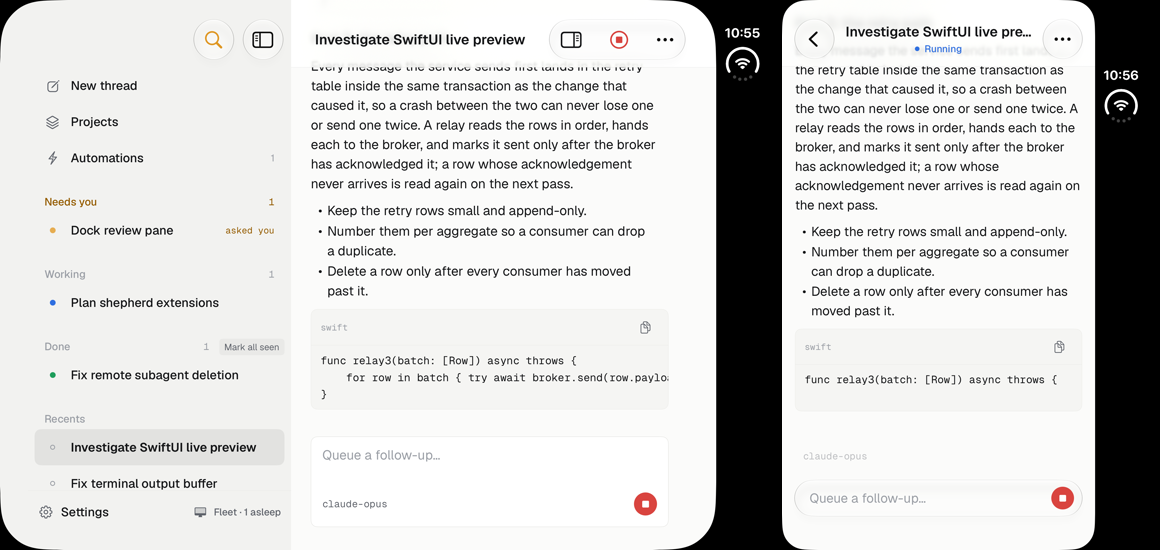 New thread
Projects
Automations 1
Needs you 1
Dock review pane asked you
Working 1
Plan shepherd extensions
Done 1 Mark all seen
Fix remote subagent deletion
Recents
Investigate SwiftUI live preview
Fix terminal output buffer
Settings Fleet · 1 asleep
Investigate SwiftUI live preview
Every message the service sends first lands in the retry
table inside the same transaction as the change that
caused it, so a crash between the two can never lose one
or send one twice. A relay reads the rows in order, hands
each to the broker, and marks it sent only after the broker
has acknowledged it; a row whose acknowledgement
never arrives is read again on the next pass.
• Keep the retry rows small and append-only.
• Number them per aggregate so a consumer can drop
a duplicate.
• Delete a row only after every consumer has moved
past it.
swift
func relay3(batch: [Row]) async throws {
for row in batch { try await broker.send(row.payloa
}
Queue a follow-up…
claude-opus
10:55
Investigate SwiftUI live pre…
Running
the retry table inside the same transaction as
the change that caused it, so a crash between
the two can never lose one or send one twice. A
relay reads the rows in order, hands each to the
broker, and marks it sent only after the broker
has acknowledged it; a row whose
acknowledgement never arrives is read again on
the next pass.
• Keep the retry rows small and append-only.
• Number them per aggregate so a consumer
can drop a duplicate.
• Delete a row only after every consumer has
moved past it.
swift
func relay3(batch: [Row]) async throws {
claude-opus
Queue a follow-up…
10:56